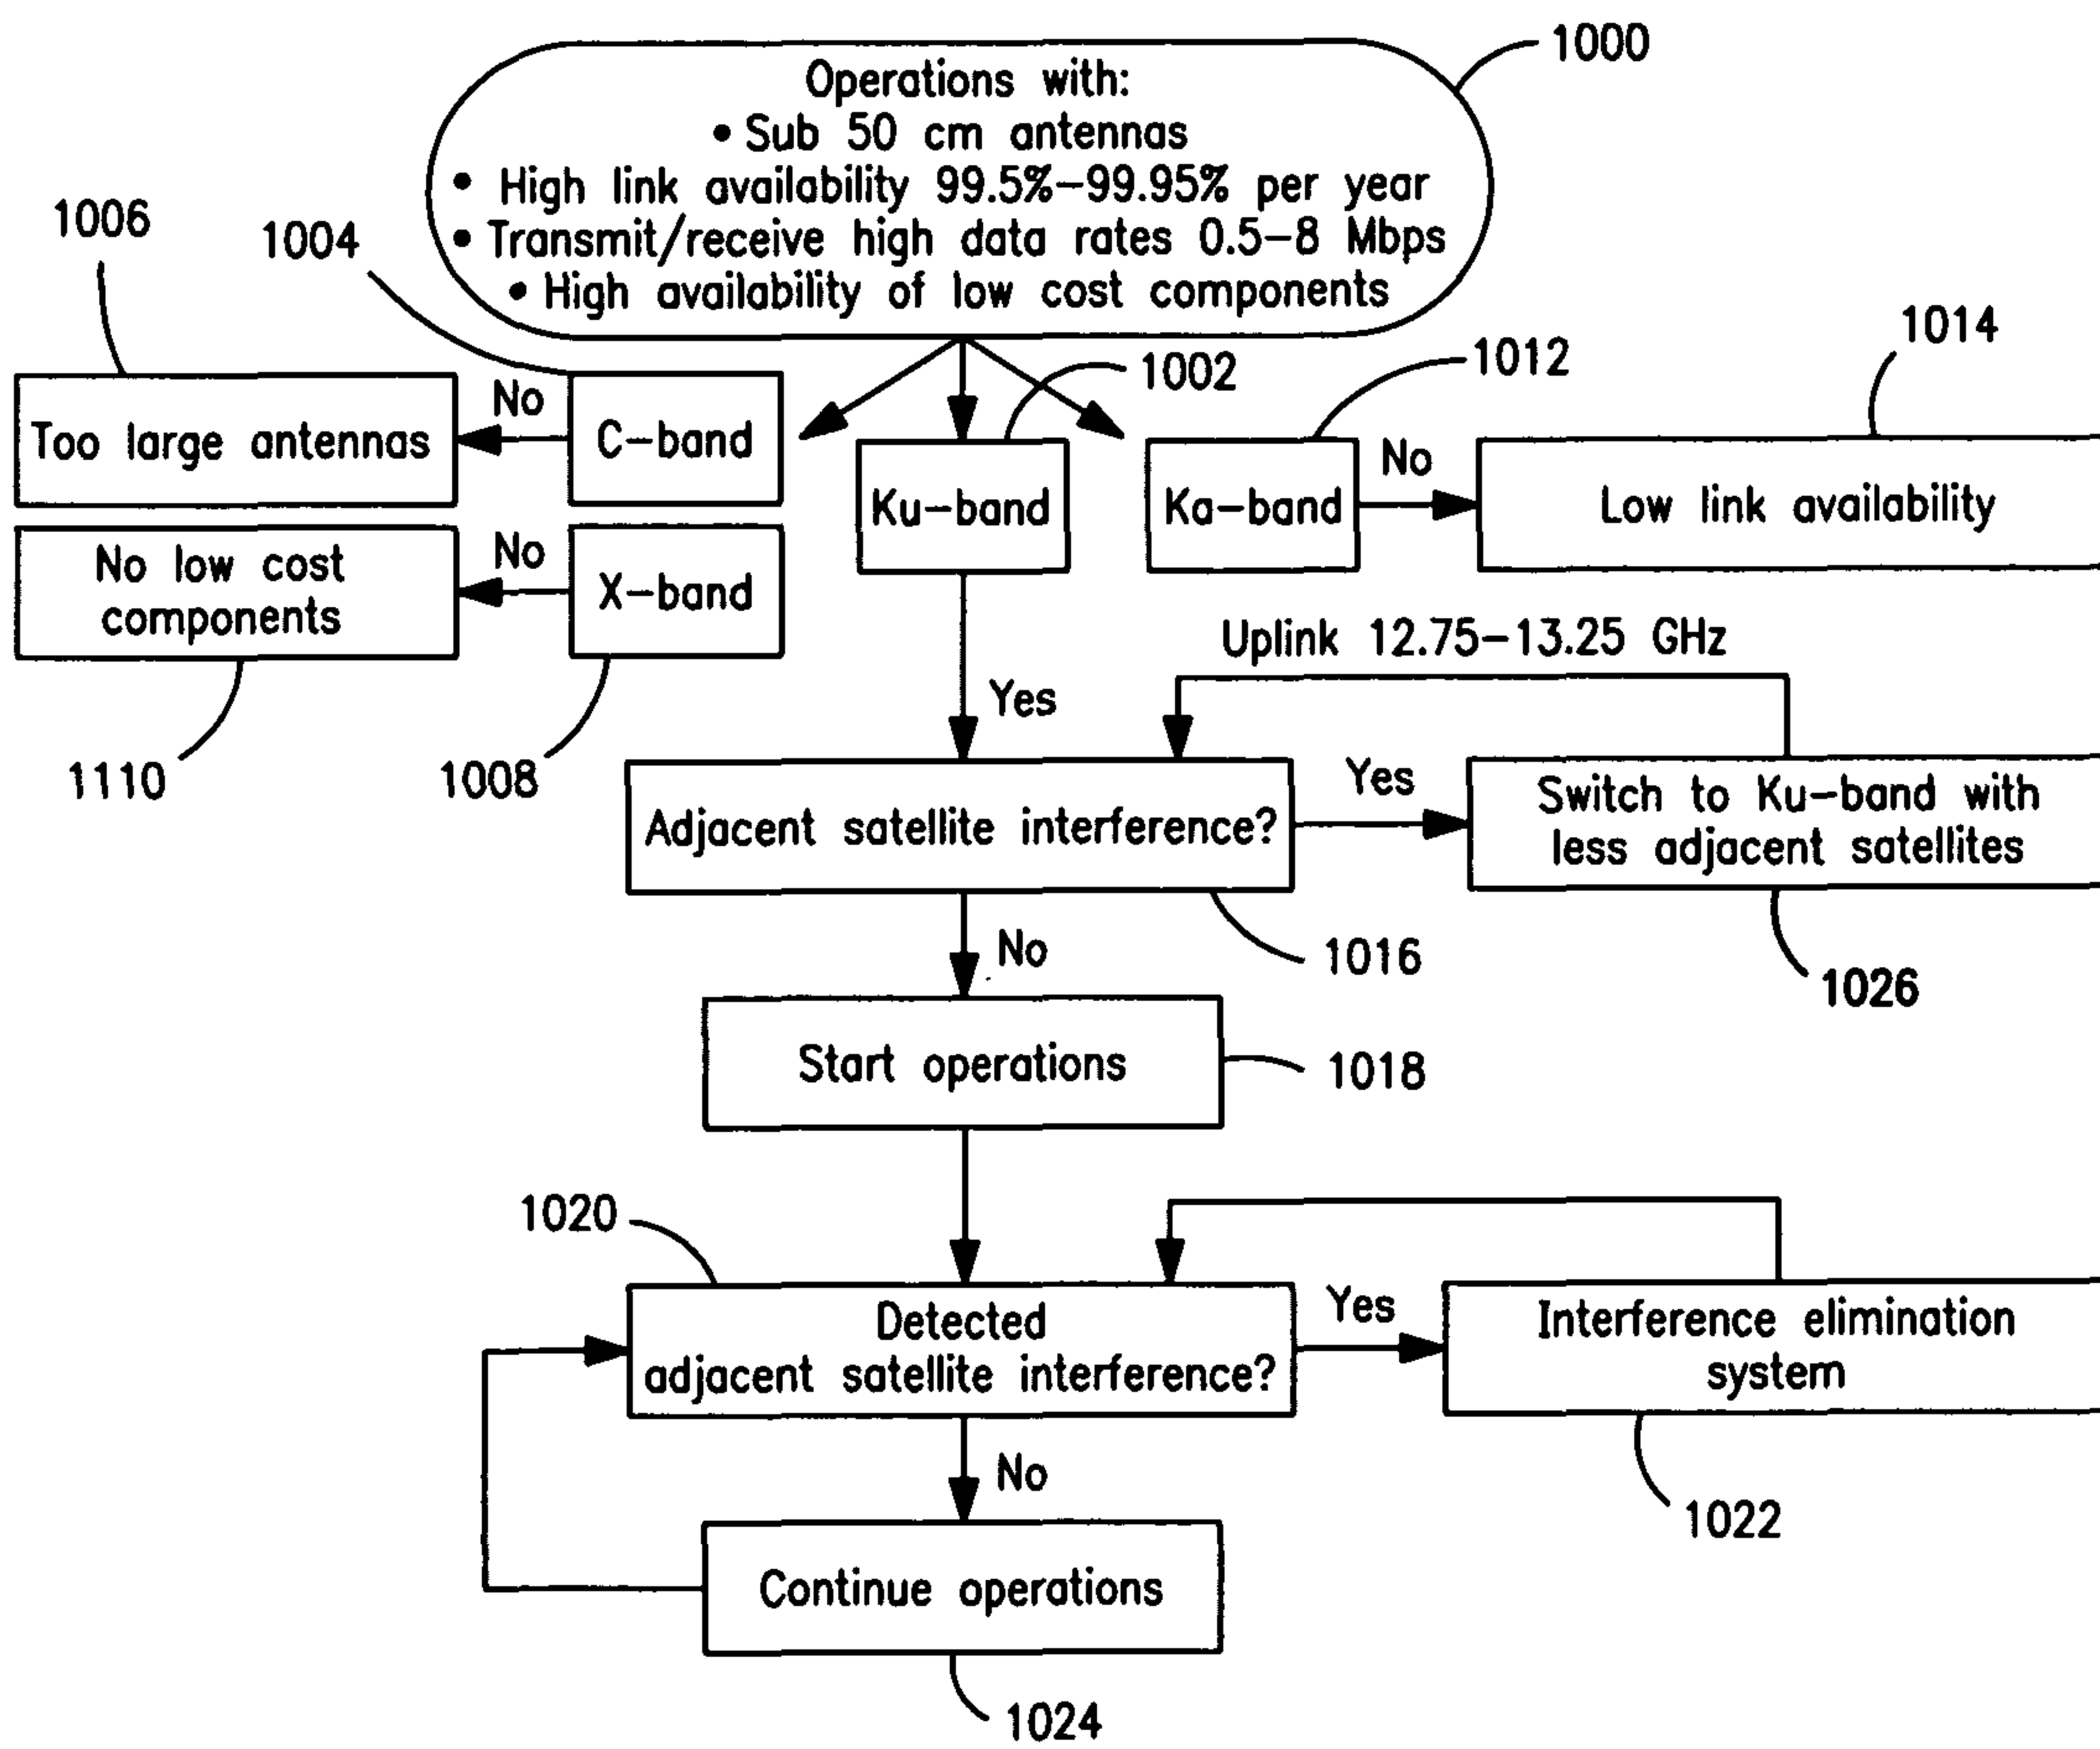 1000
Operations with:
• Sub 50 cm antennas
• High link availability 99.5%–99.95% per year
• Transmit/receive high data rates 0.5–8 Mbps
• High availability of low cost components
1006
1004
1002
1012
1014
Too large antennas
No
C–band
Ku–band
Ka–band
No
Low link availability
No low cost
components
No
X–band
1110
1008
Yes
Uplink 12.75–13.25 GHz
Adjacent satellite interference?
Yes
Switch to Ku–band with
less adjacent satellites
No
1016
1026
Start operations
1018
1020
Detected
adjacent satellite interference?
Yes
Interference elimination
system
No
1022
Continue operations
1024